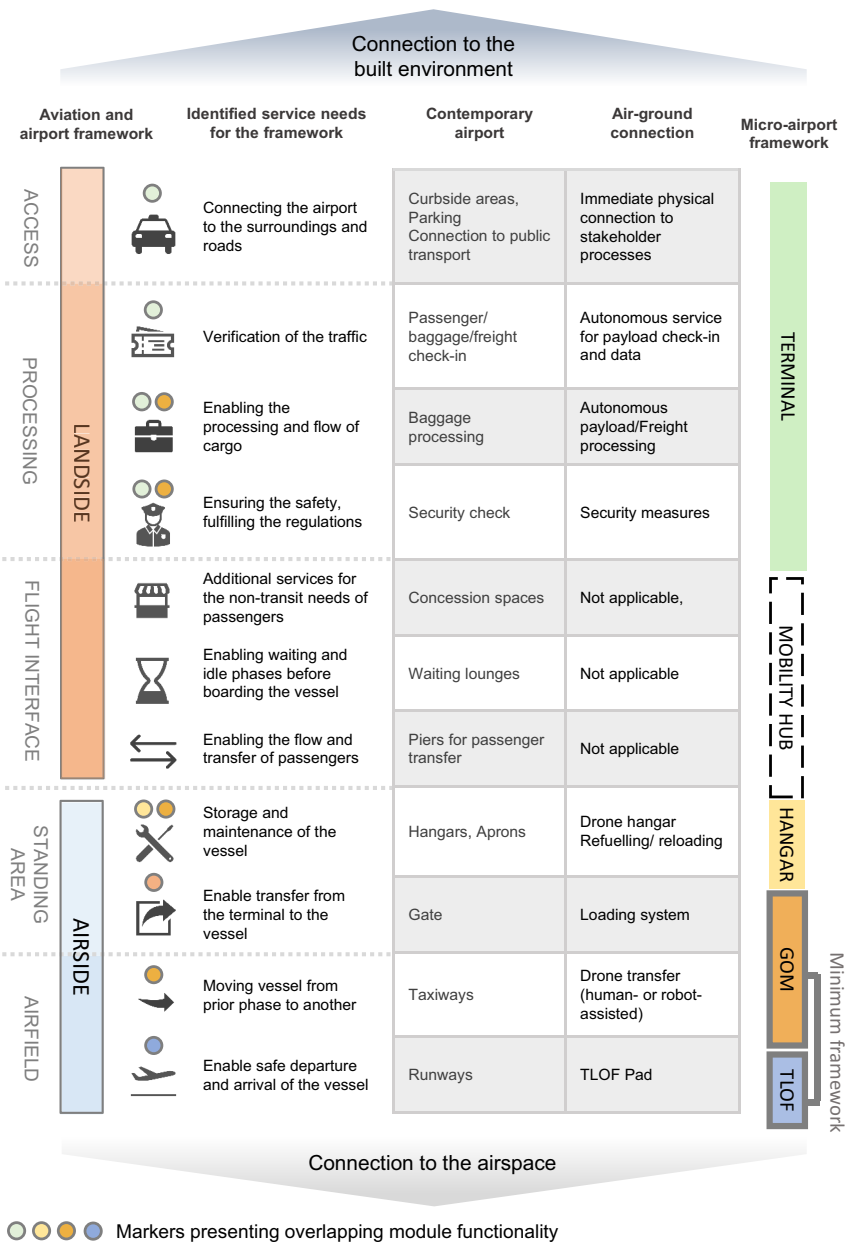 Connection to the
built environment
Aviation and
airport framework
Identified service needs
for the framework
Contemporary
airport
Air-ground
connection
Micro-airport
framework
ACCESS
Connecting the airport
to the surroundings and
roads
Curbside areas,
Parking
Connection to public
transport
Immediate physical
connection to
stakeholder
processes
PROCESSING
LANDSIDE
Verification of the traffic
Passenger/
baggage/freight
check-in
Autonomous service
for payload check-in
and data
TERMINAL
Enabling the
processing and flow of
cargo
Baggage
processing
Autonomous
payload/Freight
processing
Ensuring the safety,
fulfilling the regulations
Security check
Security measures
FLIGHT INTERFACE
Additional services for
the non-transit needs of
passengers
Concession spaces
Not applicable,
MOBILITY HUB
Enabling waiting and
idle phases before
boarding the vessel
Waiting lounges
Not applicable
Enabling the flow and
transfer of passengers
Piers for passenger
transfer
Not applicable
STANDING
AREA
AIRSIDE
Storage and
maintenance of the
vessel
Hangars, Aprons
Drone hangar
Refuelling/ reloading
HANGAR
Enable transfer from
the terminal to the
vessel
Gate
Loading system
GOM
AIRFIELD
Moving vessel from
prior phase to another
Taxiways
Drone transfer
(human- or robot-
assisted)
Minimum framework
Enable safe departure
and arrival of the vessel
Runways
TLOF Pad
TLOF
Connection to the airspace
Markers presenting overlapping module functionality